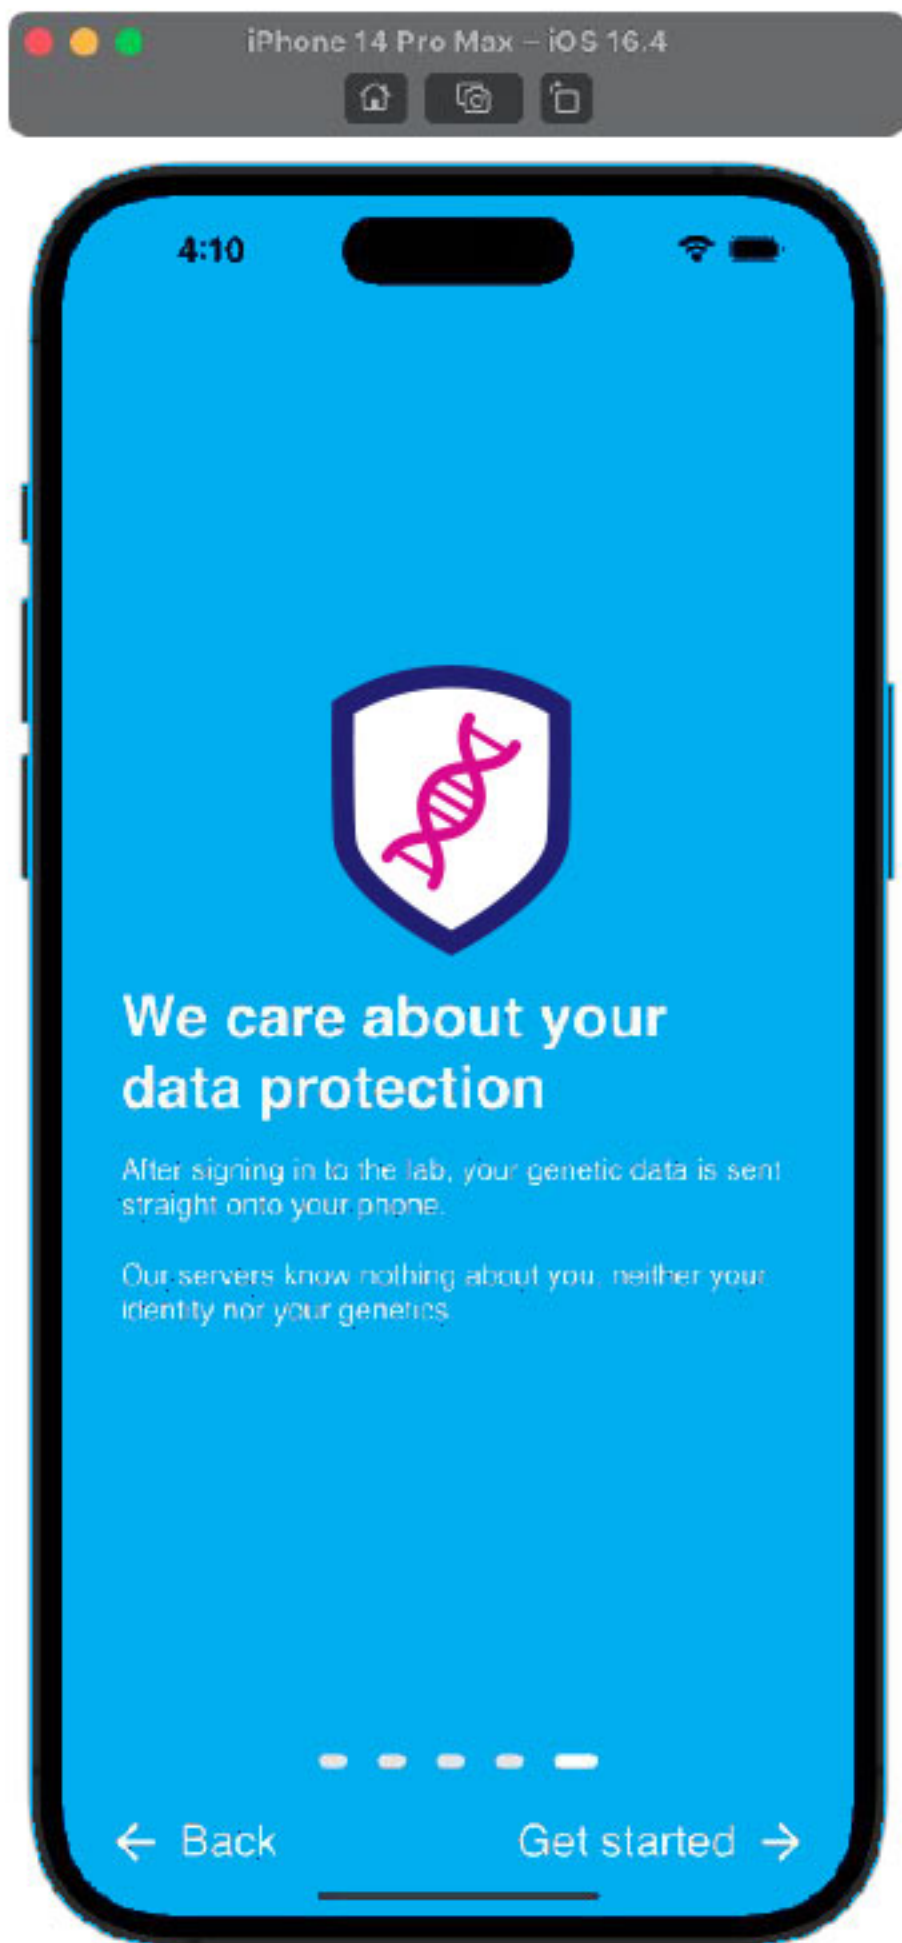 iPhone 14 Pro Max – iOS 16.4
4:10
We care about your
data protection
After signing in to the lab, your genetic data is sent
straight onto your phone.
Our servers know nothing about you, neither your
identity nor your genetics.
Back
Get started